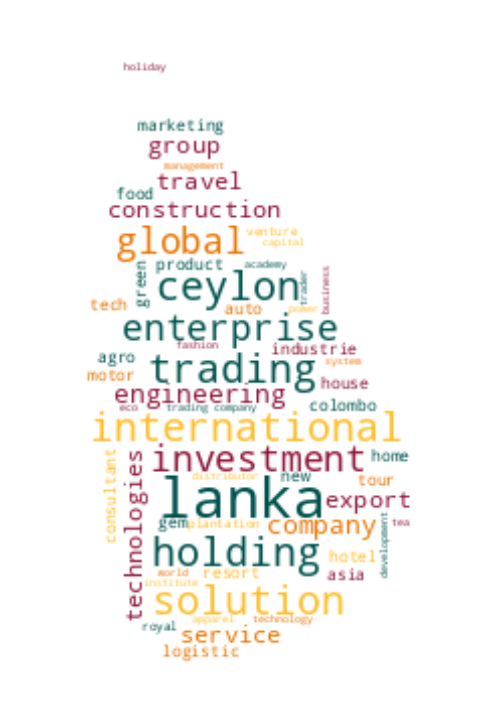 holiday
marketing
group
management
travel
food
construction
global
venture
capital
green
product
academy
ceylon
trader
business
tech
auto
power
enterprise
fashion
industrie
agro
trading
system
motor
house
engineering
eco
trading company
colombo
international
consultant
technologies
investment
home
distributor
new
tour
lanka
export
gem
plantation
company
tea
development
holding
hotel
world
resort
asia
institute
solution
apparel
technology
royal
service
logistic